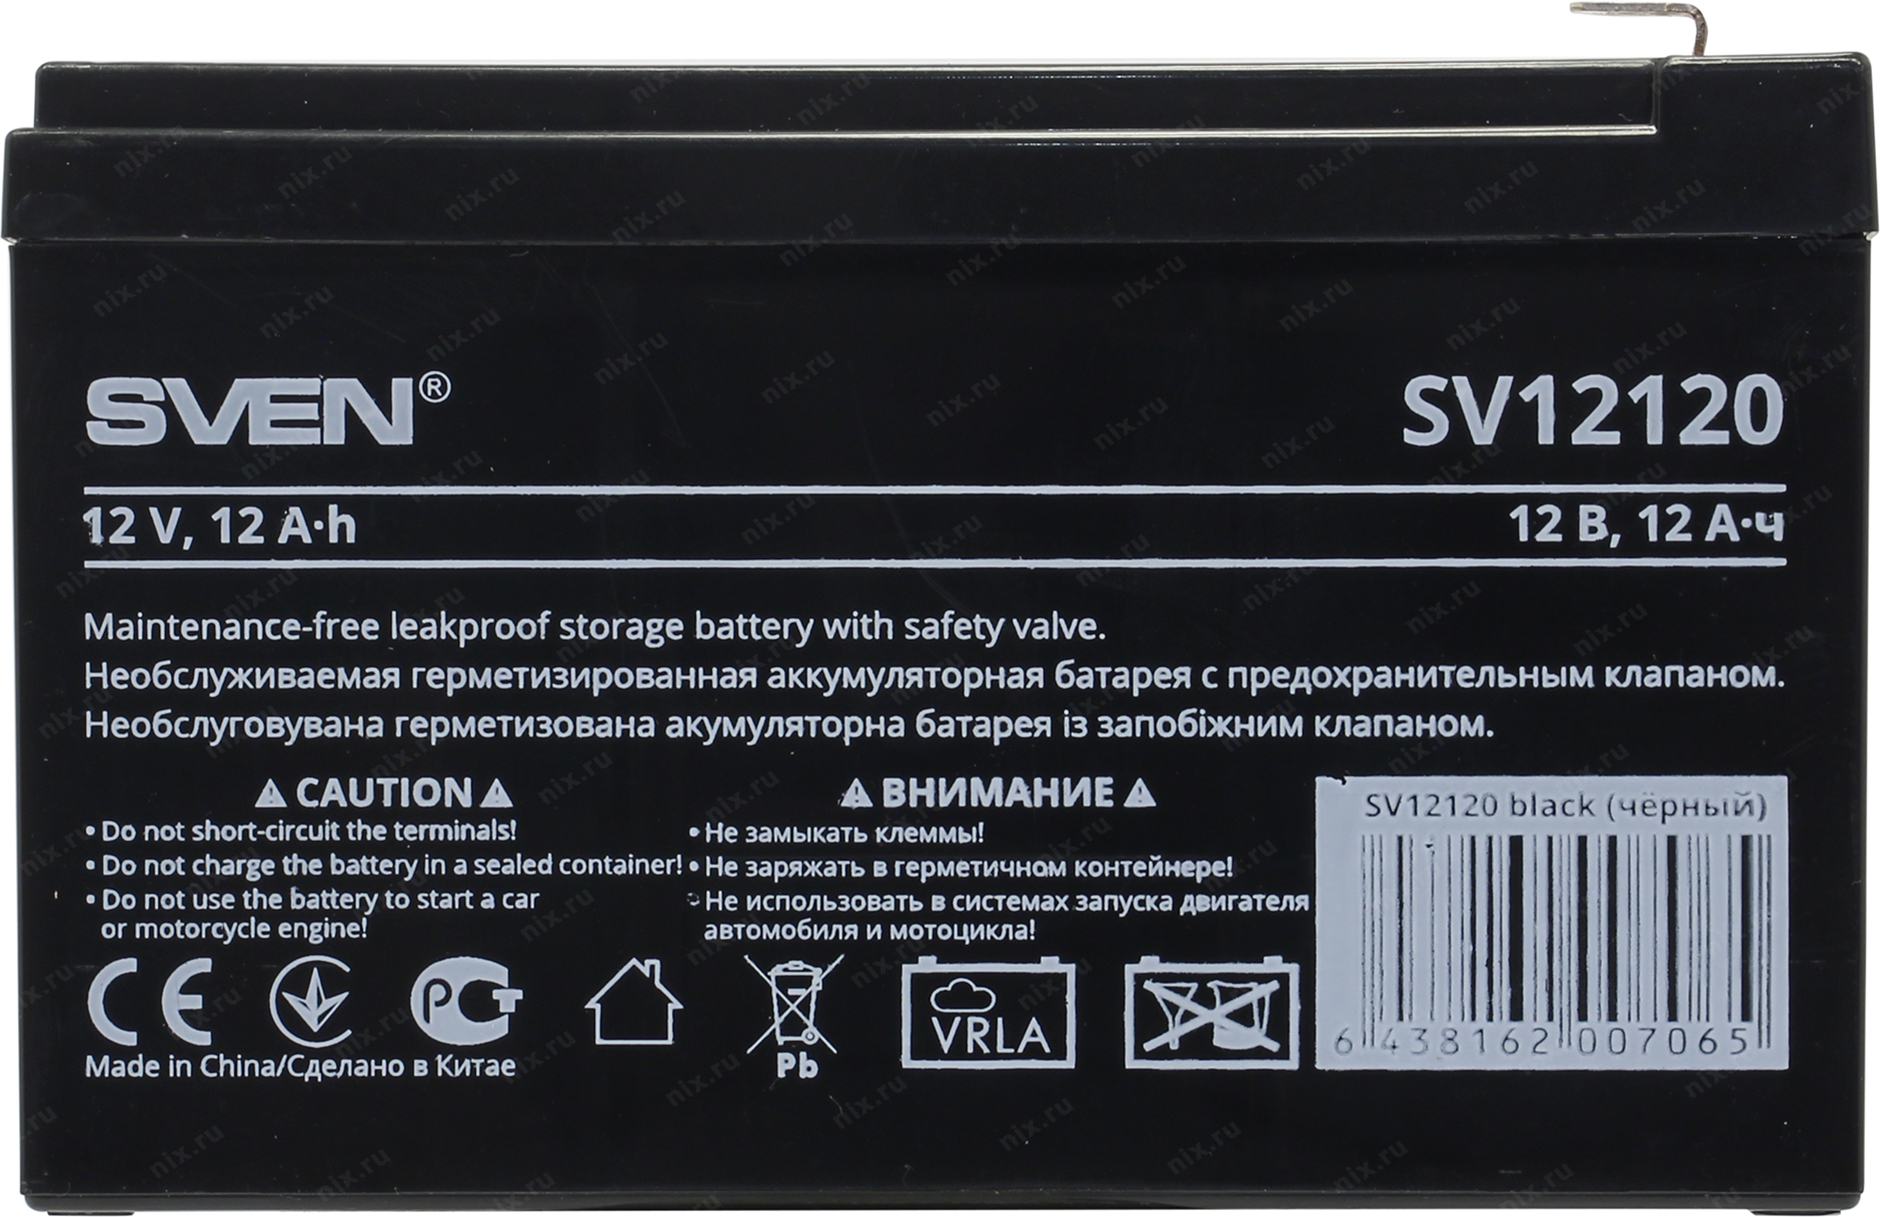 SVEN®
SV12120
12 V, 12 A·h
12 В, 12 А·ч
Maintenance-free leakproof storage battery with safety valve.
Необслуживаемая герметизированная аккумуляторная батарея с предохранительным клапаном.
Необслуговувана герметизована акумуляторна батарея із запобіжним клапаном.
CAUTION
• Do not short-circuit the terminals!
• Do not charge the battery in a sealed container!
• Do not use the battery to start a car
or motorcycle engine!
ВНИМАНИЕ
• Не замыкать клеммы!
• Не заряжать в герметичном контейнере!
• Не использовать в системах запуска двигателя
автомобиля и мотоцикла!
SV12120 black (чёрный)
6 438162 007065
CE
РСТ
Pb
VRLA
Made in China/Сделано в Китае
nix.ru